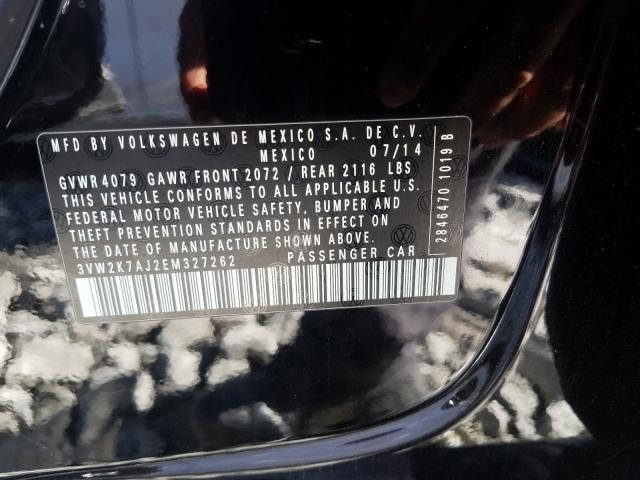 MFD BY VOLKSWAGEN DE MEXICO S.A. DE C.V.
MEXICO 07/14
GVWR 4079 GAWR FRONT 2072 / REAR 2116 LBS
THIS VEHICLE CONFORMS TO ALL APPLICABLE U.S.
FEDERAL MOTOR VEHICLE SAFETY, BUMPER AND
THEFT PREVENTION STANDARDS IN EFFECT ON
THE DATE OF MANUFACTURE SHOWN ABOVE.
3VW2K7AJ2EM327262 PASSENGER CAR
2846470 1019 B